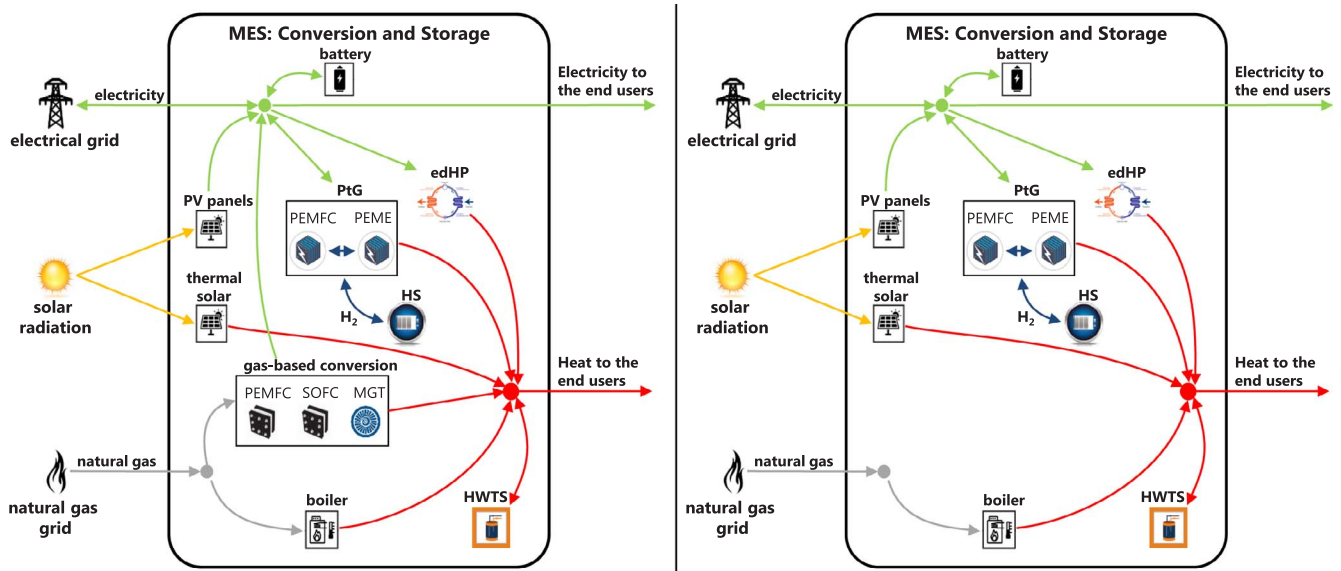 MES: Conversion and Storage
battery
Electricity to
the end users
electricity
electrical grid
edHP
PtG
PV panels
PEMFC PEME
thermal
solar
HS
solar
radiation
H2
Heat to the
end users
gas-based conversion
PEMFC SOFC MGT
natural gas
boiler
HWTS
natural gas
grid
MES: Conversion and Storage
battery
Electricity to
the end users
electricity
electrical grid
edHP
PtG
PV panels
PEMFC PEME
thermal
solar
HS
solar
radiation
H2
Heat to the
end users
natural gas
boiler
HWTS
natural gas
grid